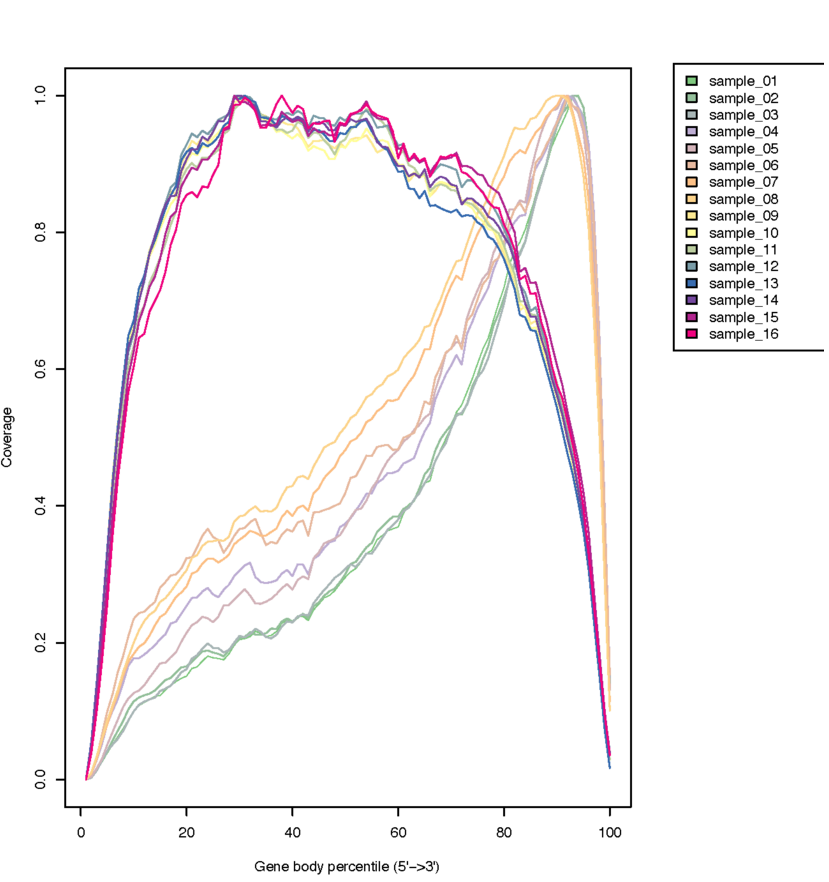 sample_01
sample_02
sample_03
sample_04
sample_05
sample_06
sample_07
sample_08
sample_09
sample_10
sample_11
sample_12
sample_13
sample_14
sample_15
sample_16
1.0
0.8
0.6
0.4
0.2
0.0
Coverage
0 20 40 60 80 100
Gene body percentile (5'->3')